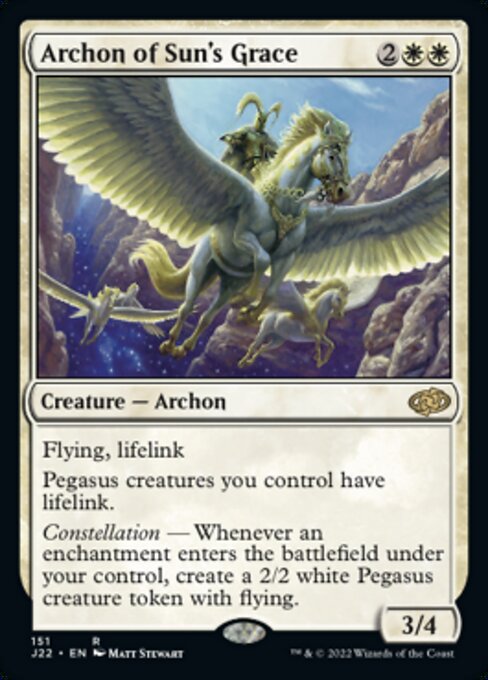 Archon of Sun's Grace 2
Creature — Archon
Flying, lifelink
Pegasus creatures you control have
lifelink.
Constellation — Whenever an
enchantment enters the battlefield under
your control, create a 2/2 white Pegasus
creature token with flying.
3/4
151 R
J22 • EN Matt Stewart ™ & © 2022 Wizards of the Coast